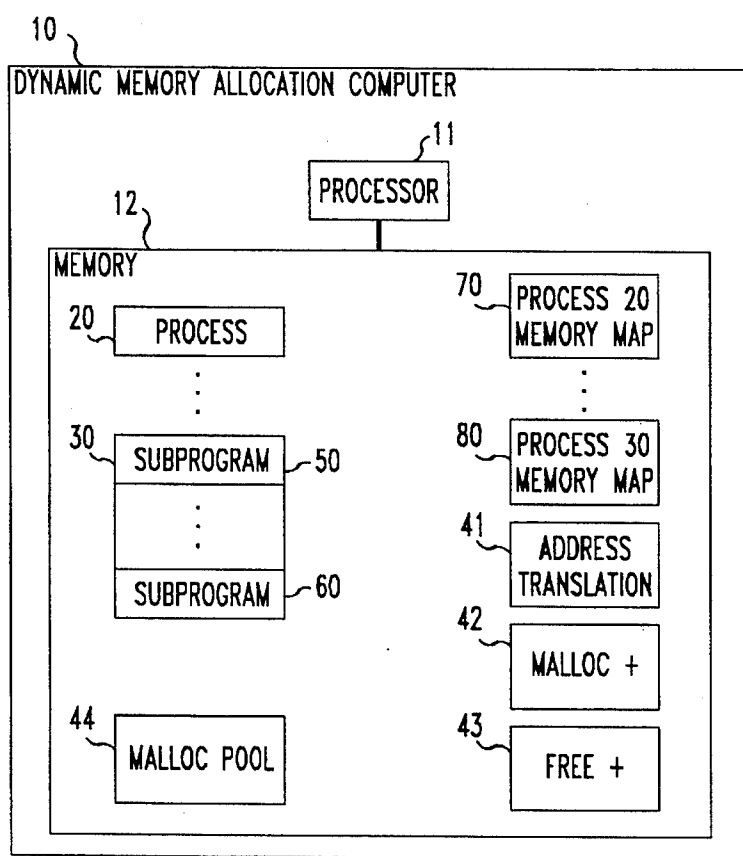 10
DYNAMIC MEMORY ALLOCATION COMPUTER
11
PROCESSOR
12
MEMORY
20
PROCESS
70
PROCESS 20
MEMORY MAP
30
SUBPROGRAM
50
80
PROCESS 30
MEMORY MAP
SUBPROGRAM
60
41
ADDRESS
TRANSLATION
42
MALLOC +
44
MALLOC POOL
43
FREE +